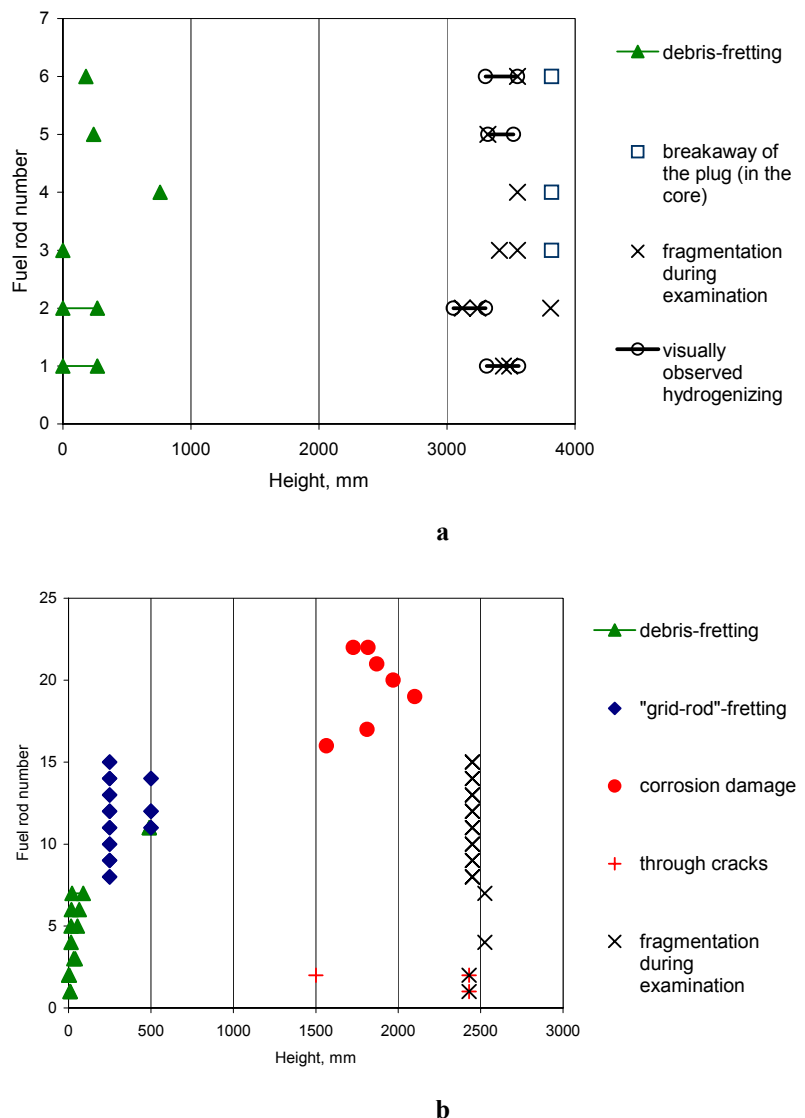 7
6
5
4
3
2
1
0
Fuel rod number
0 1000 2000 3000 4000
Height, mm
debris-fretting
breakaway of
the plug (in the
core)
fragmentation
during
examination
visually
observed
hydrogenizing
a
25
20
15
10
5
0
Fuel rod number
0 500 1000 1500 2000 2500 3000
Height, mm
debris-fretting
"grid-rod"-fretting
corrosion damage
through cracks
fragmentation
during
examination
b